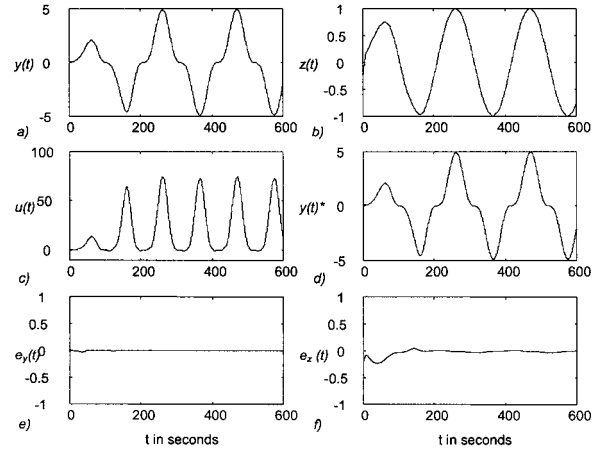 5
y(t)
0
-5
a)
0 200 400 600
1
0.5
z(t) 0
-0.5
-1
b)
0 200 400 600
100
u(t) 50
0
c)
0 200 400 600
5
y(t)* 0
-5
d)
0 200 400 600
1
0.5
e_y(t) 0
-0.5
-1
e)
0 200 400 600
t in seconds
1
0.5
e_z (t) 0
-0.5
-1
f)
0 200 400 600
t in seconds